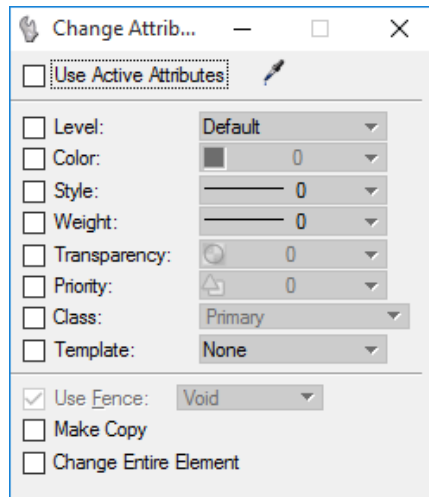 Change Attrib...
Use Active Attributes
Level: Default
Color: 0
Style: 0
Weight: 0
Transparency: 0
Priority: 0
Class: Primary
Template: None
Use Fence: Void
Make Copy
Change Entire Element